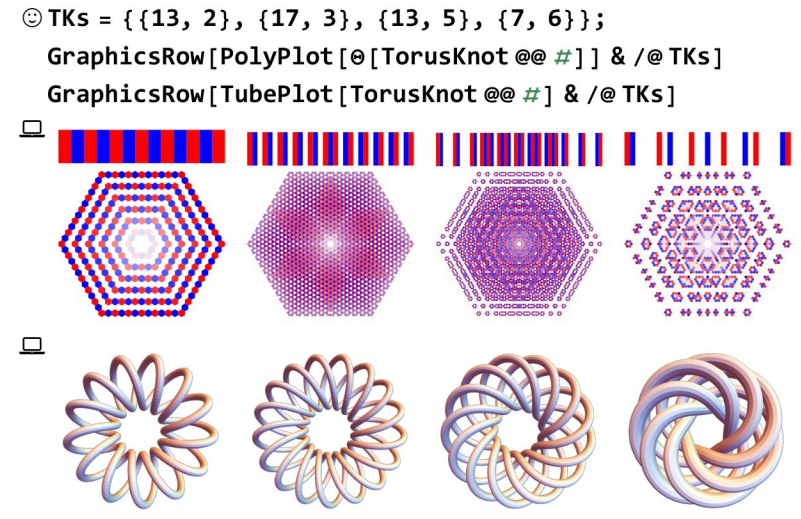 TKs = {{13, 2}, {17, 3}, {13, 5}, {7, 6}};
GraphicsRow[PolyPlot[Θ[TorusKnot @@ #]] & /@ TKs]
GraphicsRow[TubePlot[TorusKnot @@ #] & /@ TKs]